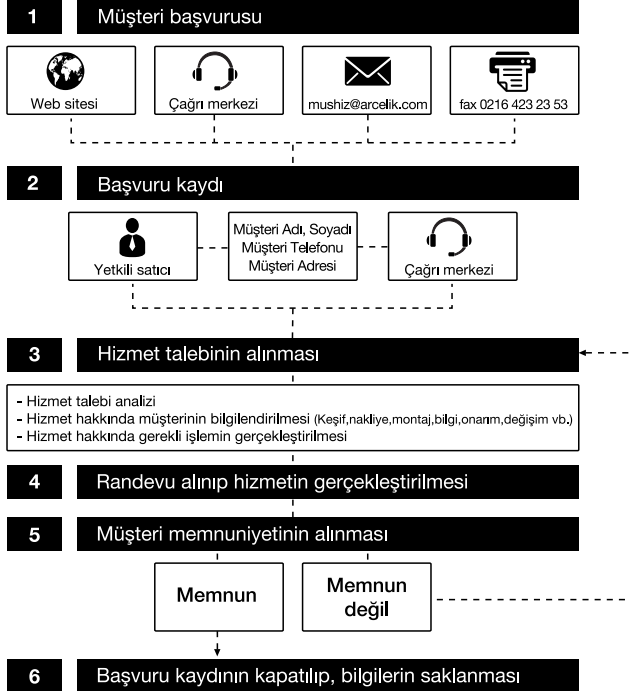 1 Müşteri başvurusu
Web sitesi
Çağrı merkezi
mushiz@arcelik.com
fax 0216 423 23 53
2 Başvuru kaydı
Yetkili satıcı
Müşteri Adı, Soyadı
Müşteri Telefonu
Müşteri Adresi
Çağrı merkezi
3 Hizmet talebinin alınması
- Hizmet talebi analizi
- Hizmet hakkında müşterinin bilgilendirilmesi (Keşif,nakliye,montaj,bilgi,onarım,değişim vb.)
- Hizmet hakkında gerekli işlemin gerçekleştirilmesi
4 Randevu alınıp hizmetin gerçekleştirilmesi
5 Müşteri memnuniyetinin alınması
Memnun
Memnun
değil
6 Başvuru kaydının kapatılıp, bilgilerin saklanması